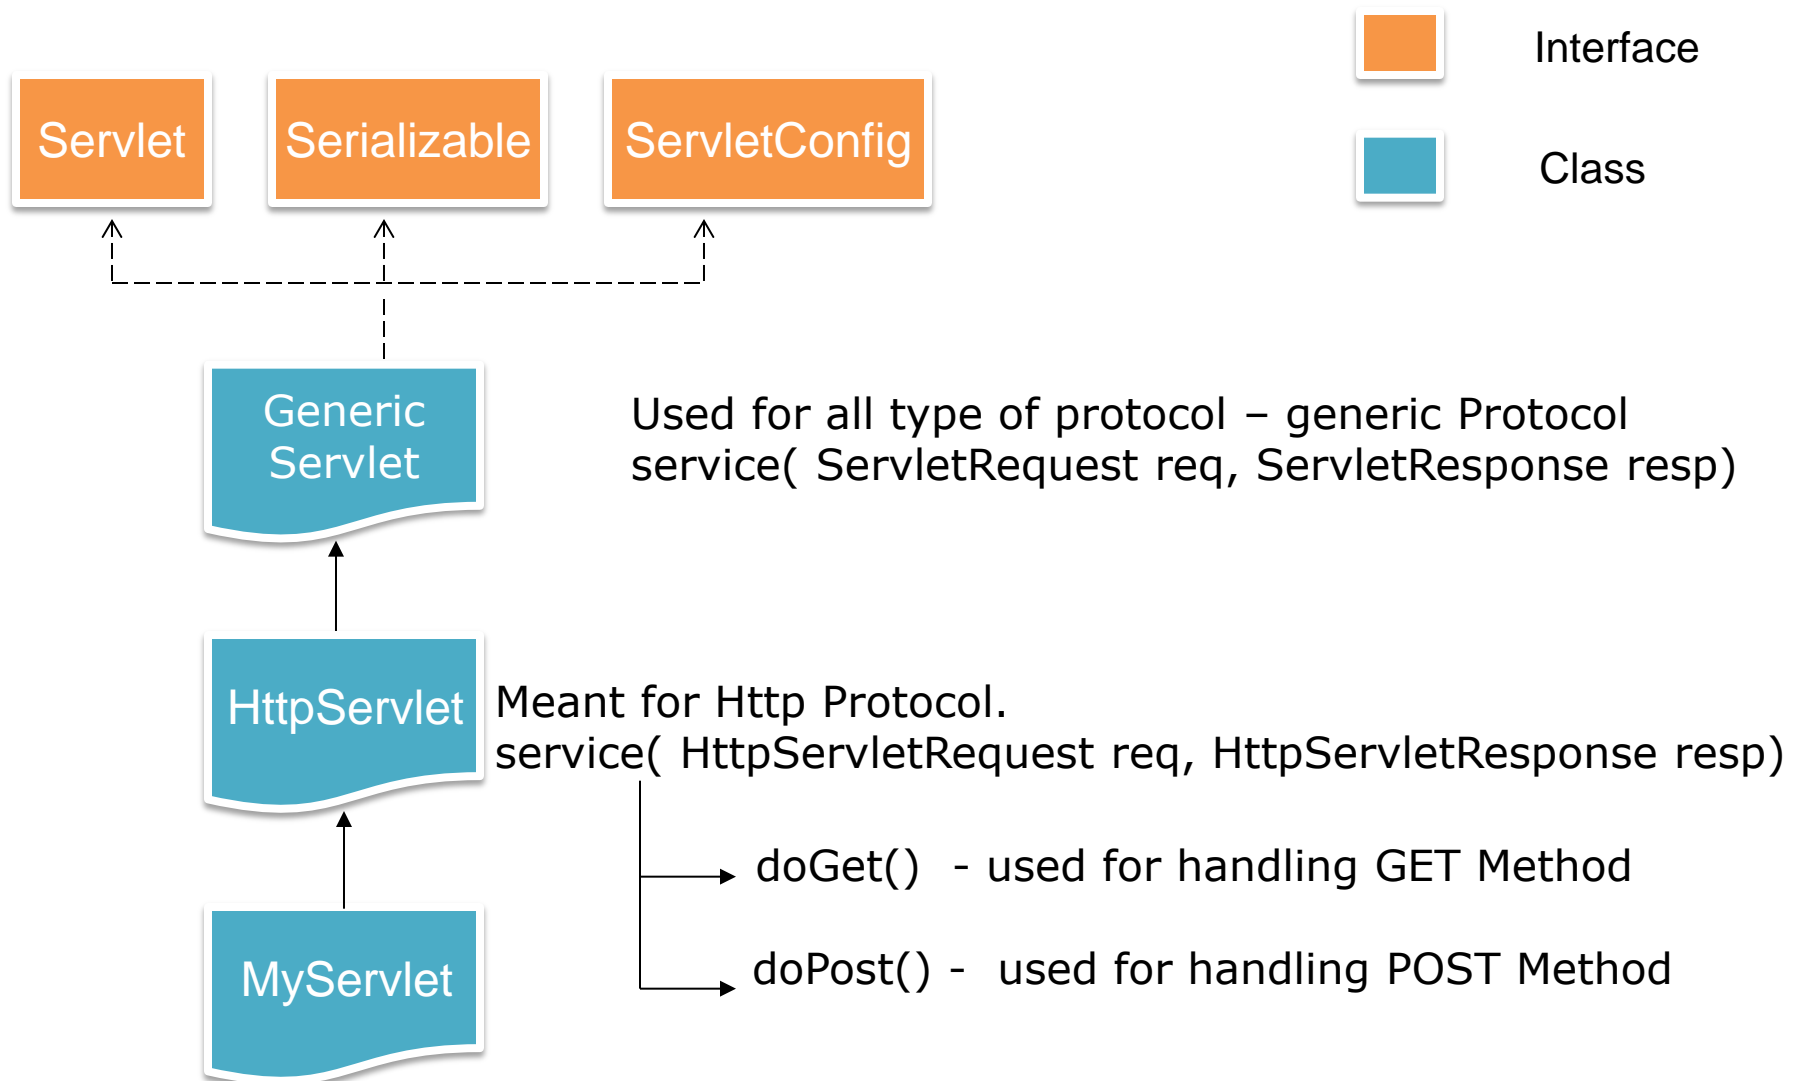 Interface
Servlet
Serializable
ServletConfig
Class
Generic
Servlet
Used for all type of protocol – generic Protocol
service( ServletRequest req, ServletResponse resp)
HttpServlet
Meant for Http Protocol.
service( HttpServletRequest req, HttpServletResponse resp)
doGet()  - used for handling GET Method
doPost() -  used for handling POST Method
MyServlet